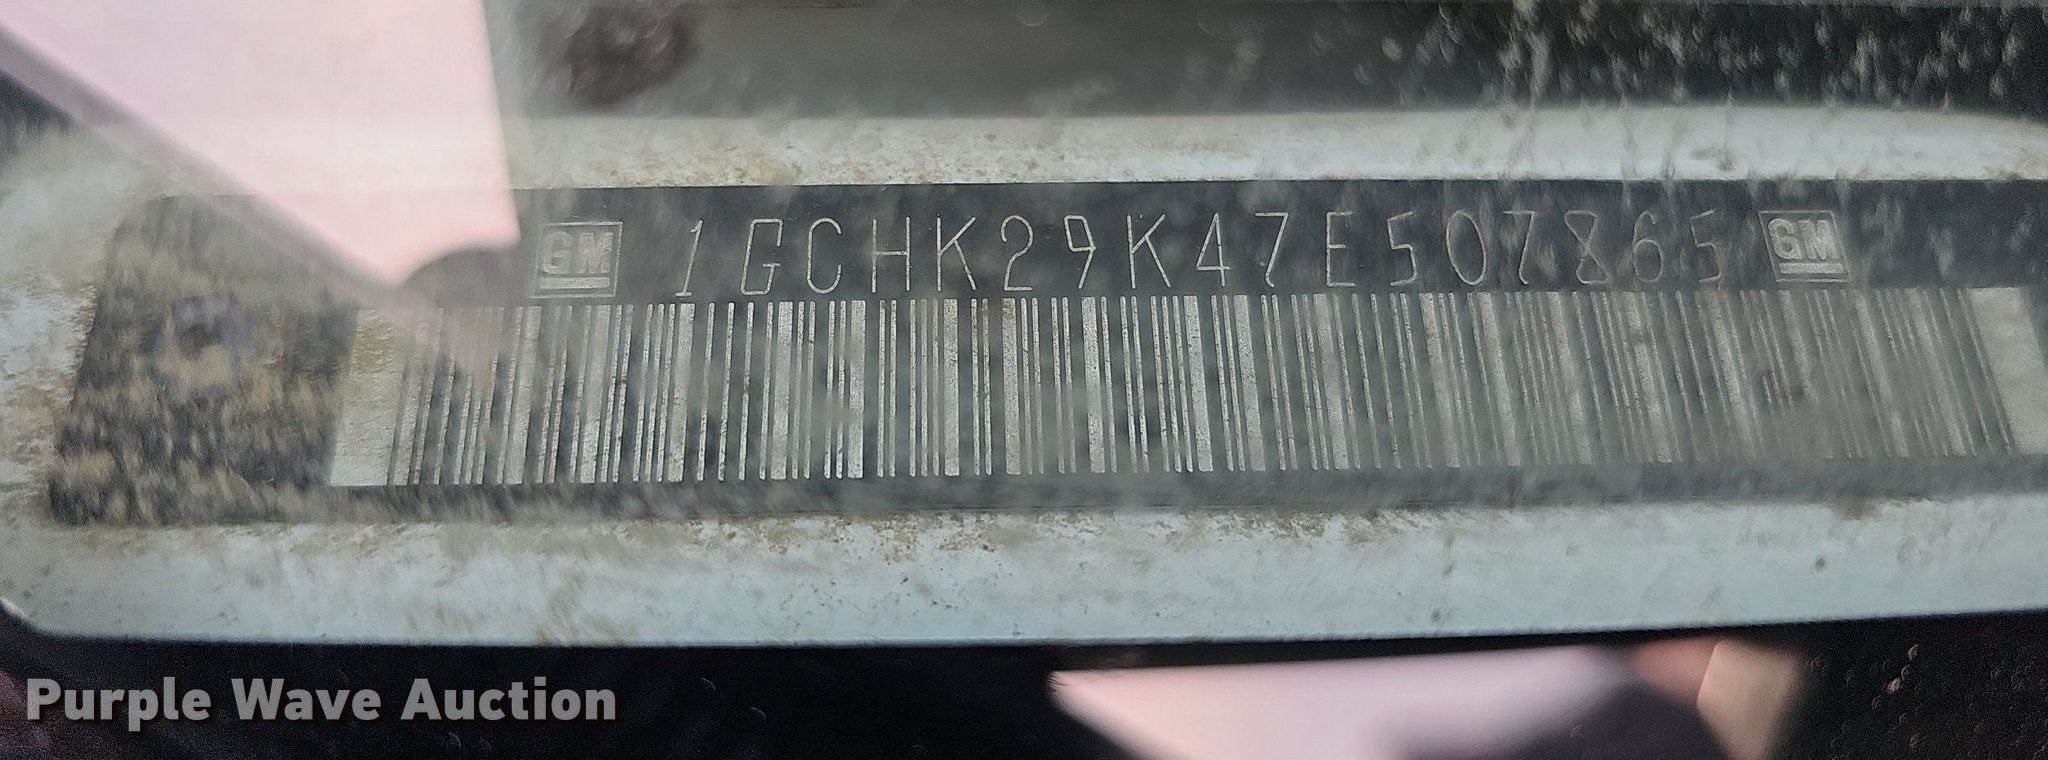 GM 1GCHK29K47E507865 GM
Purple Wave Auction